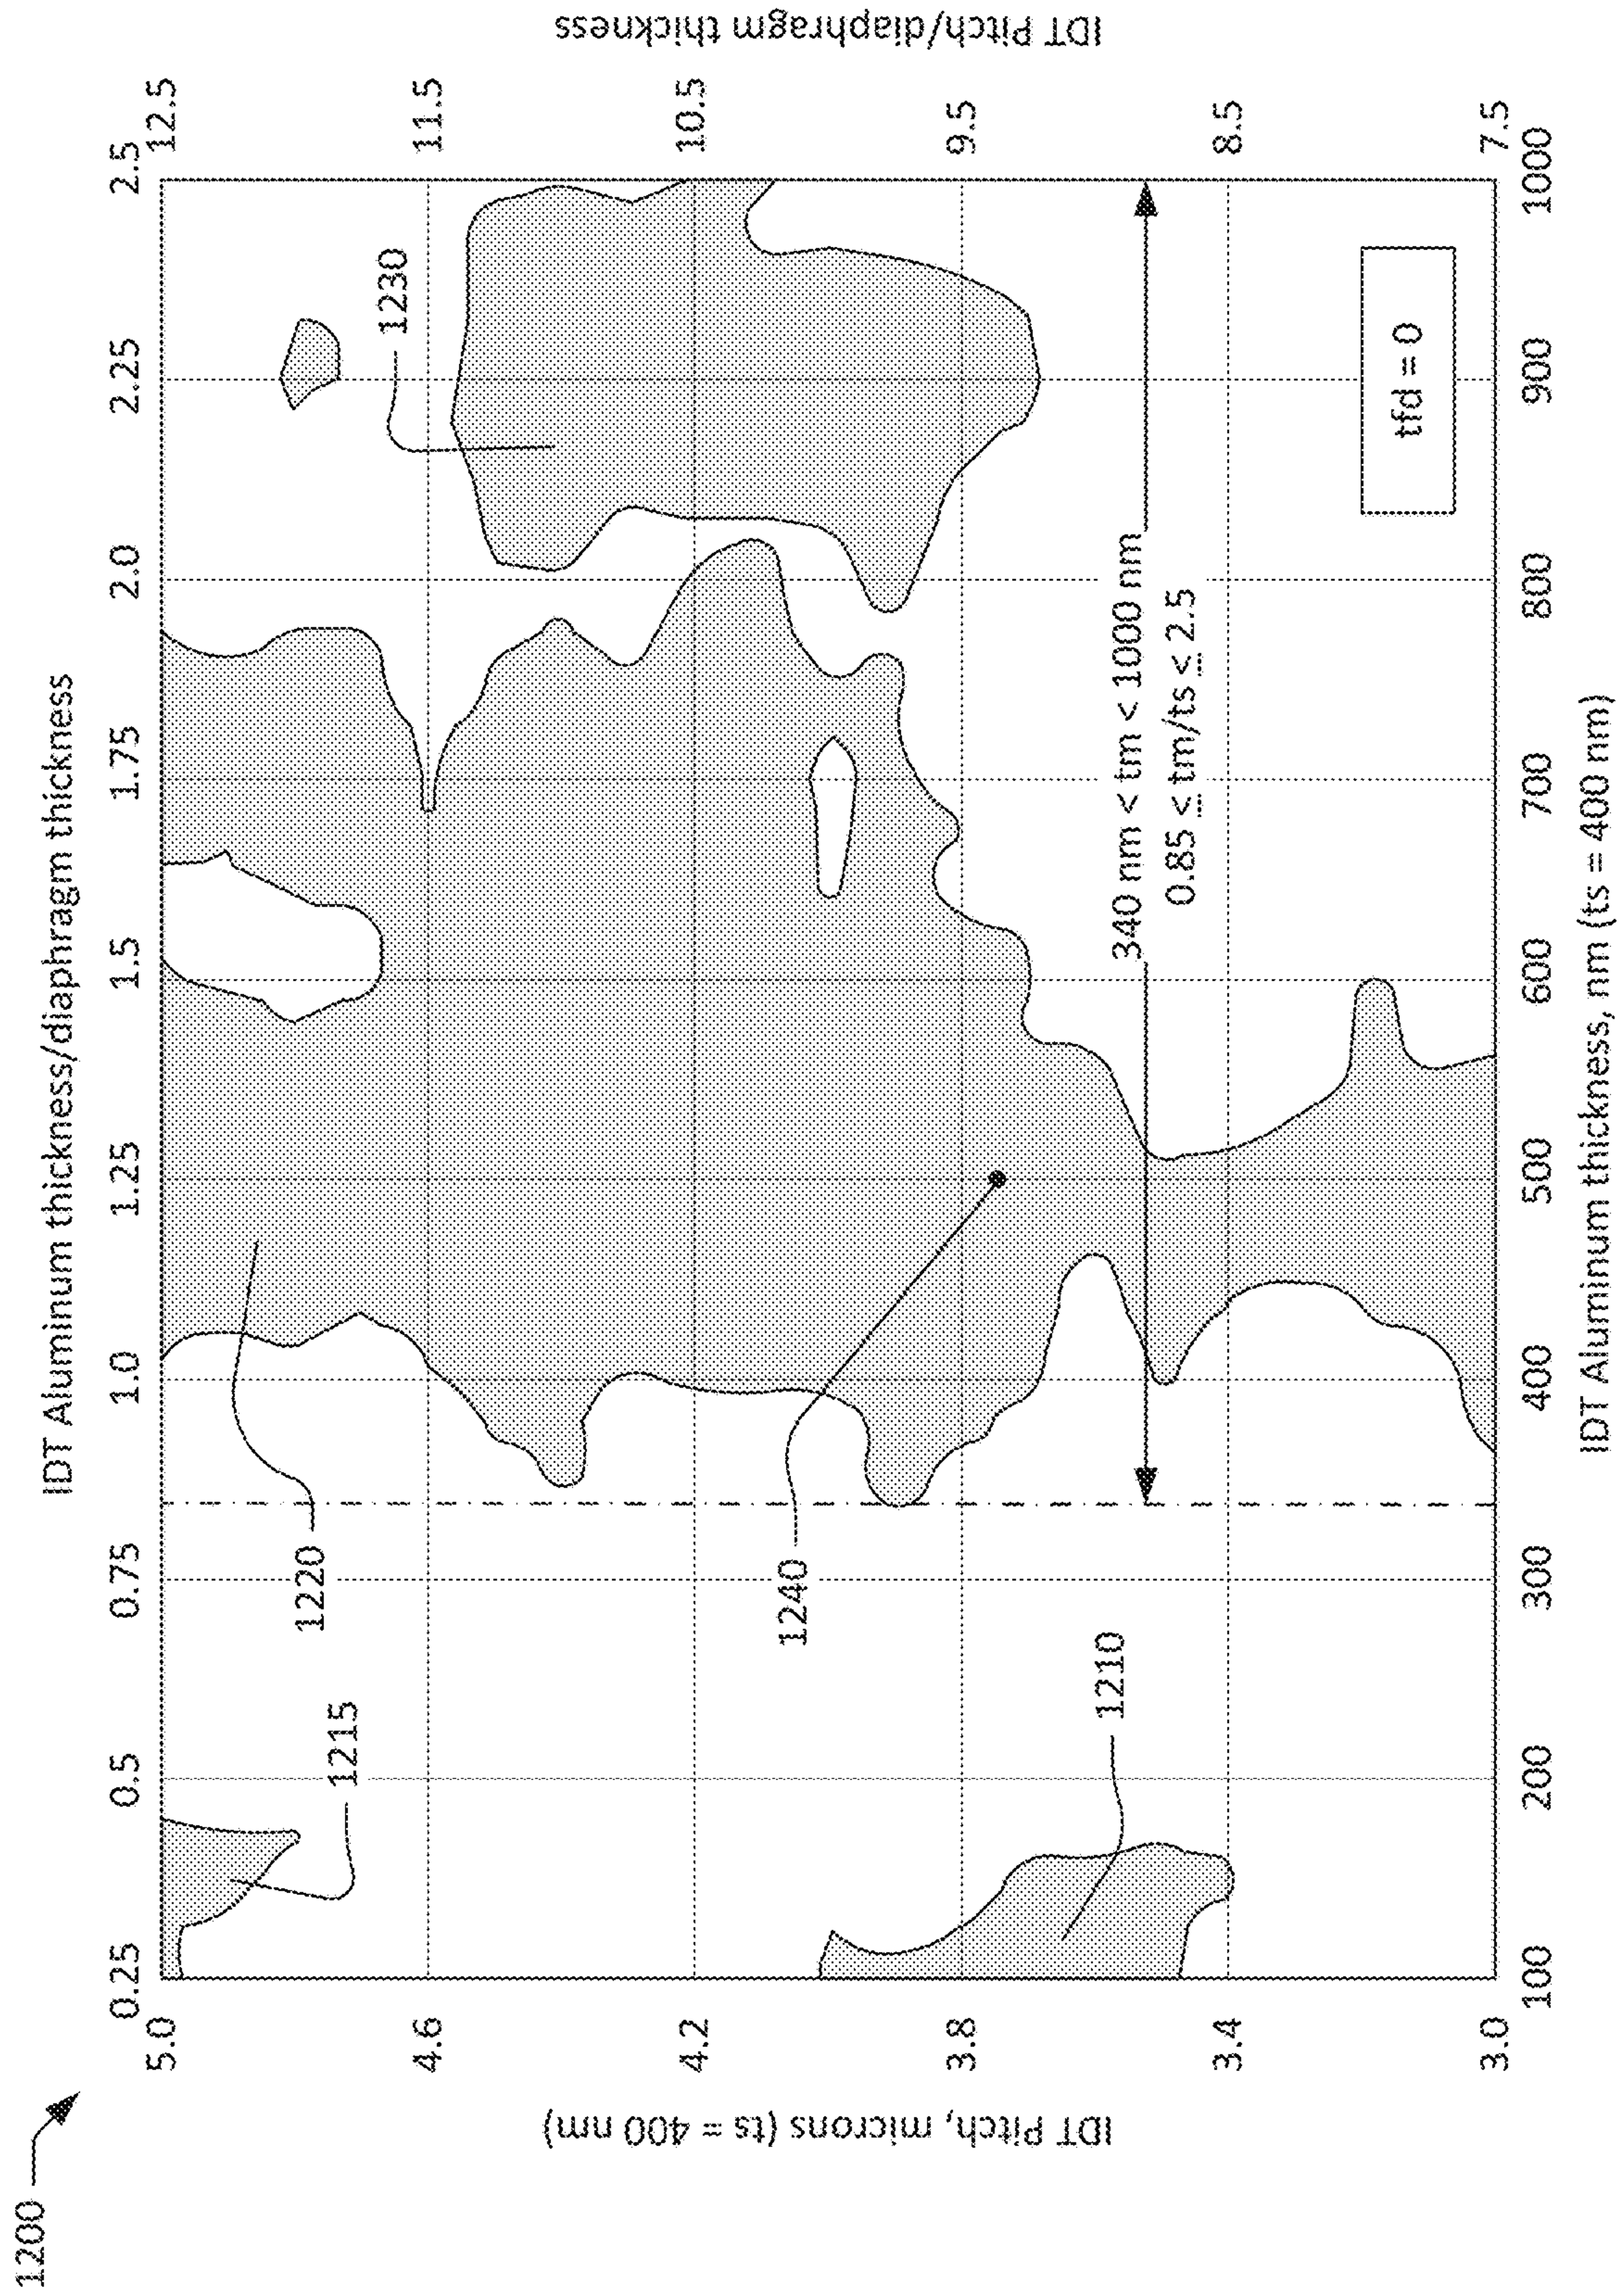 1200
IDT Aluminum thickness/diaphragm thickness
0.25 0.5 0.75 1.0 1.25 1.5 1.75 2.0 2.25 2.5
IDT Pitch, microns (ts = 400 nm)
5.0
4.6
4.2
3.8
3.4
3.0
12.5
11.5
10.5
9.5
8.5
7.5
IDT Pitch/diaphragm thickness
1215
1220
1230
1240
1210
340 nm < tm < 1000 nm
0.85 ≤ tm/ts ≤ 2.5
tfd = 0
100 200 300 400 500 600 700 800 900 1000
IDT Aluminum thickness, nm (ts = 400 nm)